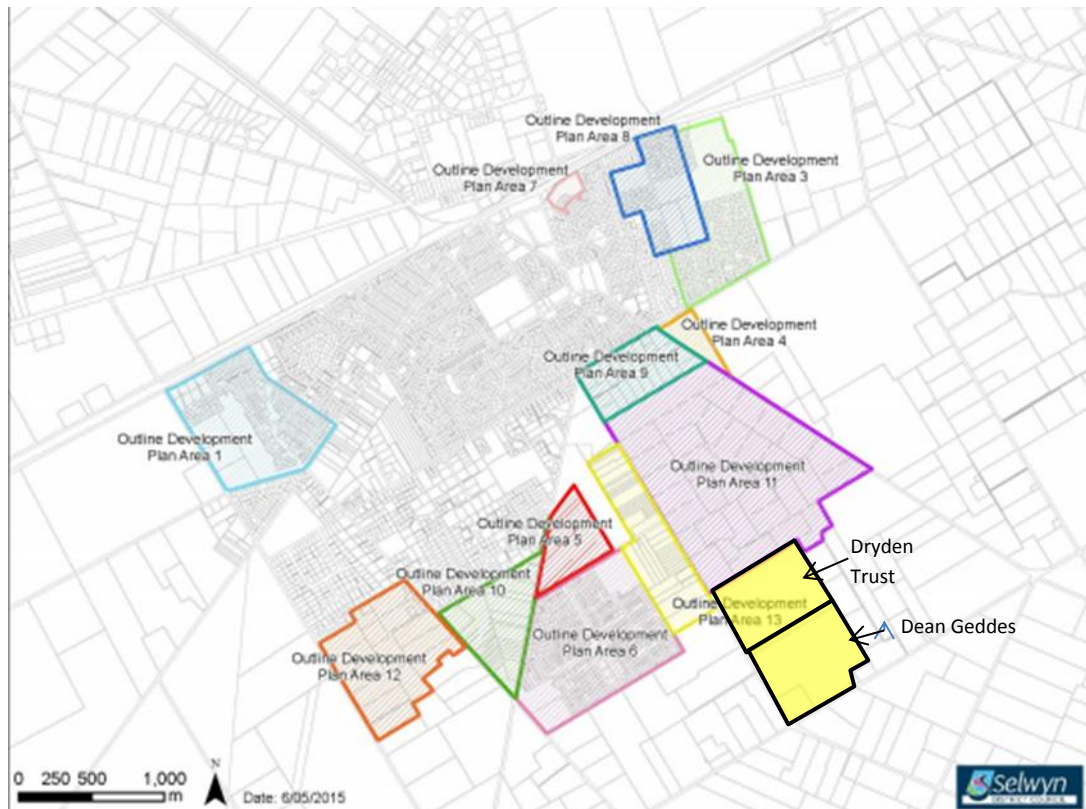 Outline Development
Plan Area 8
Outline Development
Plan Area 3
Outline Development
Plan Area 7
Outline Development
Plan Area 4
Outline Development
Plan Area 9
Outline Development
Plan Area 1
Outline Development
Plan Area 11
Outline Development
Plan Area 5
Dryden
Trust
Outline Development
Plan Area 10
Outline Development
Plan Area 13
Dean Geddes
Outline Development
Plan Area 6
Outline Development
Plan Area 12
0 250 500 1,000
m
N
Date: 6/05/2015
Selwyn
DISTRICT COUNCIL